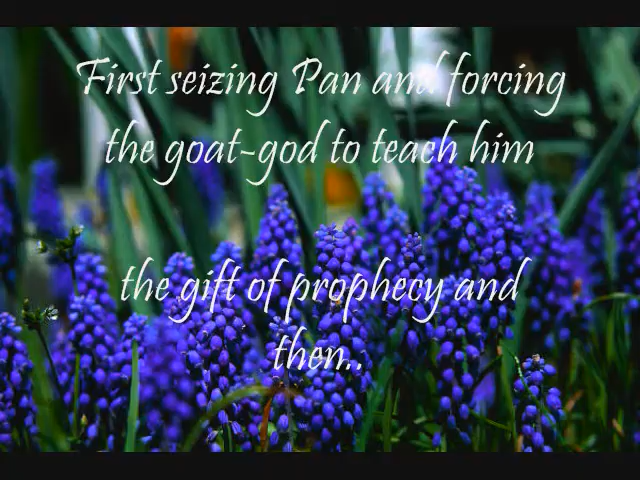 First seizing Pan and forcing
the goat-god to teach him
the gift of prophecy and
then..